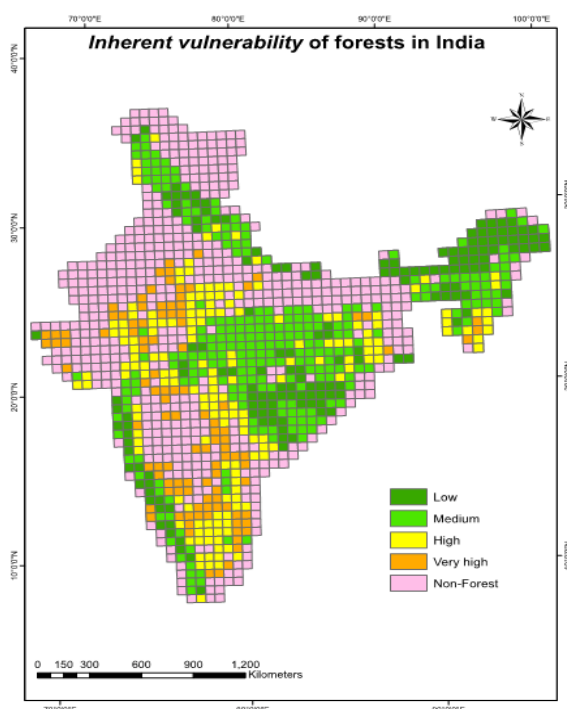 70°0'0"E 80°0'0"E 90°0'0"E 100°0'0"E
Inherent vulnerability of forests in India
40°0'0"N
N
W
S
30°0'0"N
20°0'0"N
10°0'0"N
Low
Medium
High
Very high
Non-Forest
0 150 300 600 900 1,200
Kilometers